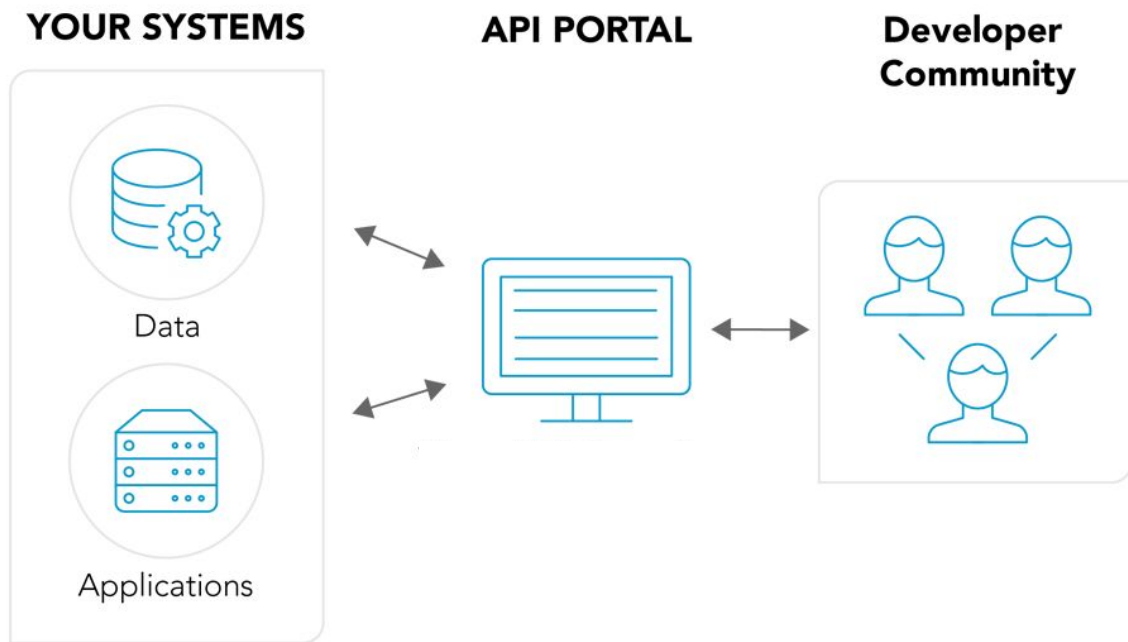 YOUR SYSTEMS
API PORTAL
Developer
Community
Data
Applications